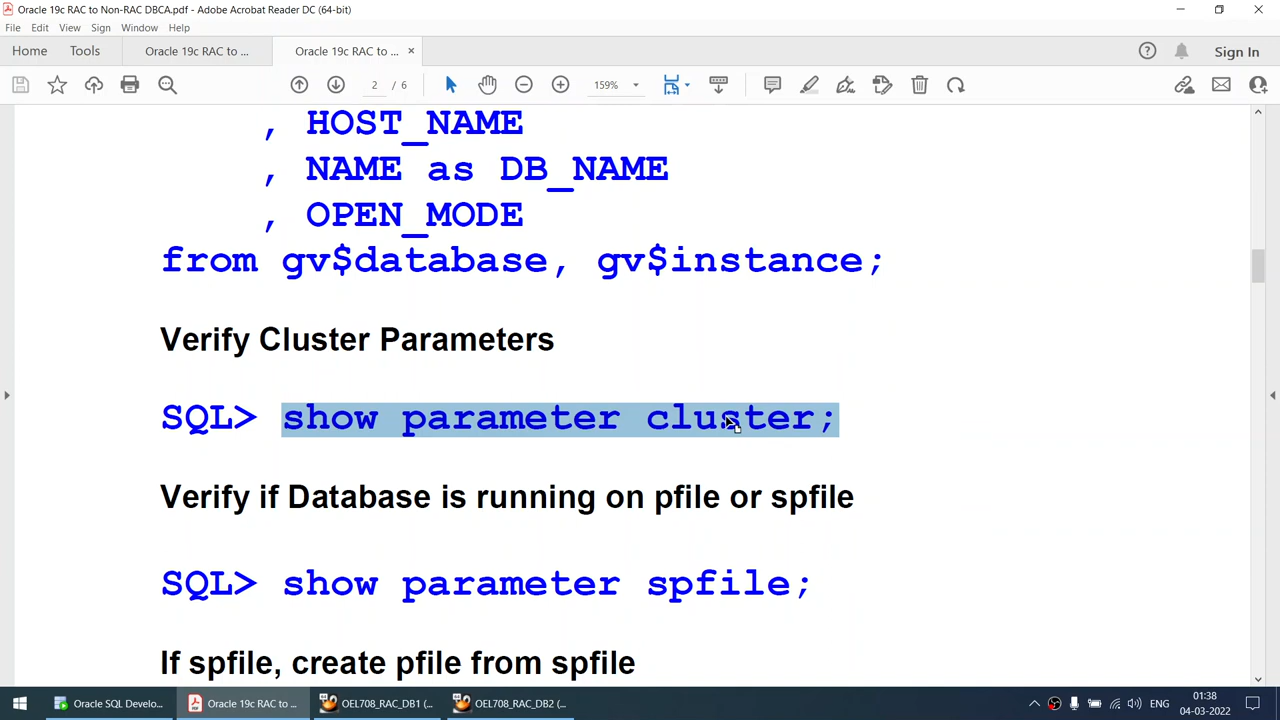 Oracle 19c RAC to Non-RAC DBCA.pdf - Adobe Acrobat Reader DC (64-bit)
File Edit View Sign Window Help
Home Tools Oracle 19c RAC to ... Oracle 19c RAC to ... × Sign In
2 / 6 159%
, HOST_NAME
, NAME as DB_NAME
, OPEN_MODE
from gv$database, gv$instance;
Verify Cluster Parameters
SQL> show parameter cluster;
Verify if Database is running on pfile or spfile
SQL> show parameter spfile;
If spfile, create pfile from spfile
Oracle SQL Develo... Oracle 19c RAC to ... OEL708_RAC_DB1 (... OEL708_RAC_DB2 (... ENG 01:38
04-03-2022